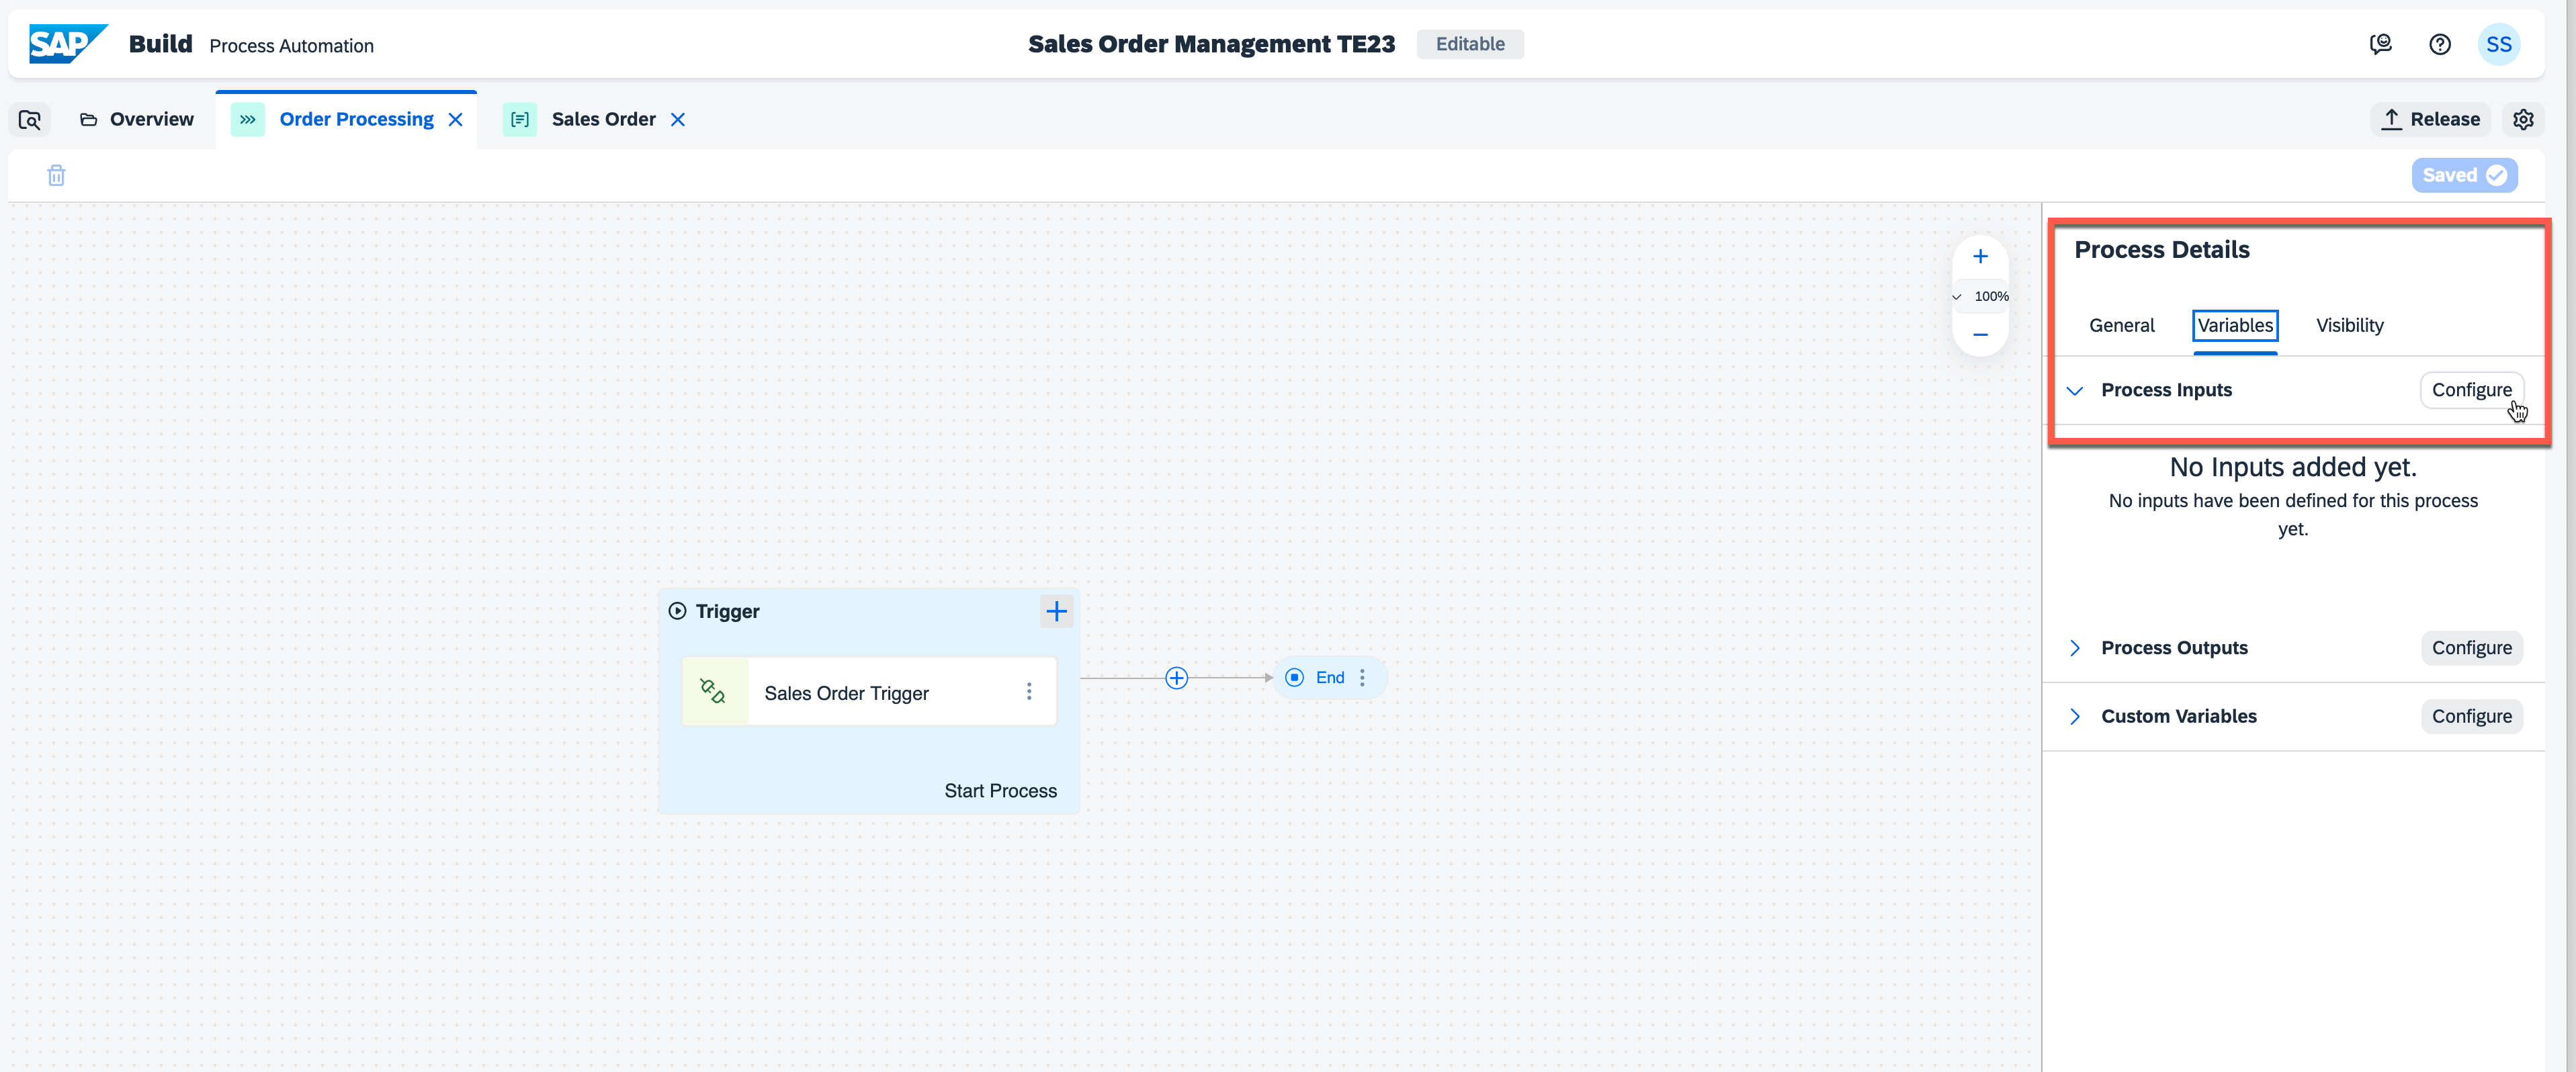 SAP Build Process Automation
Sales Order Management TE23 Editable
SS
Overview
Order Processing
Sales Order
Release
Saved
100%
Process Details
General Variables Visibility
Process Inputs Configure
No Inputs added yet.
No inputs have been defined for this process
yet.
Process Outputs Configure
Custom Variables Configure
Trigger
Sales Order Trigger
Start Process
End